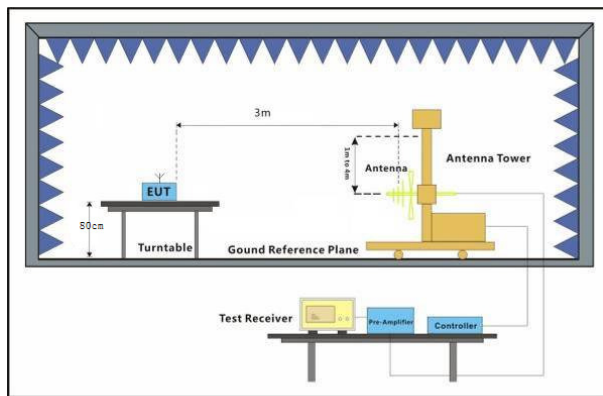 3m
1m to 4m
Antenna
Antenna Tower
EUT
80cm
Turntable
Gound Reference Plane
Test Receiver
Pre-Amplifier
Controller